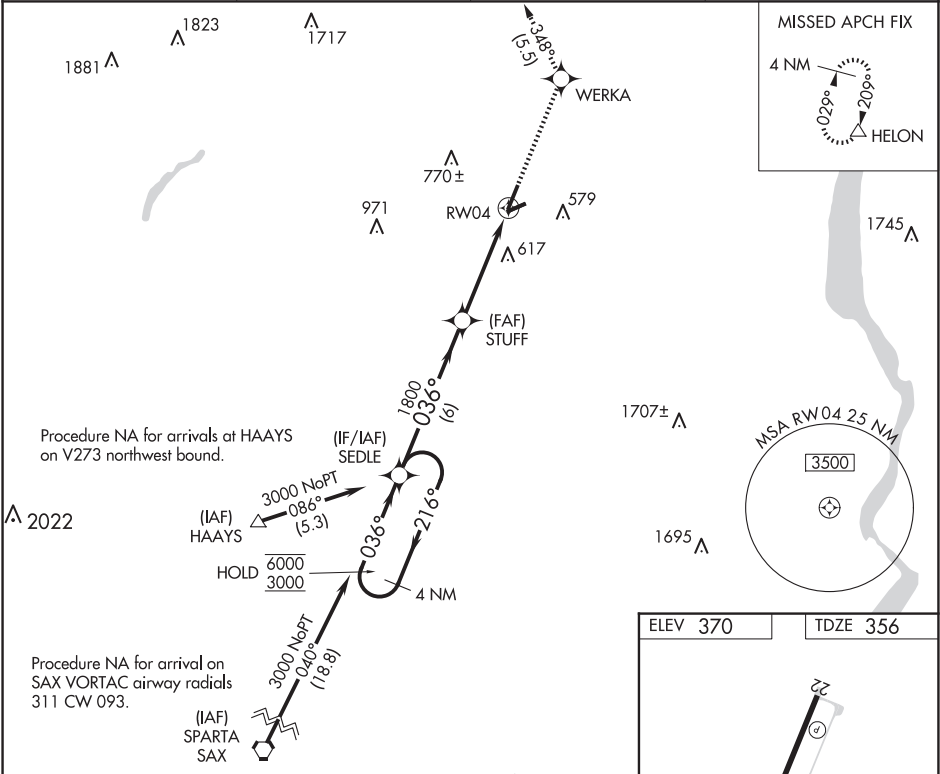 MISSED APCH FIX
4 NM
029°
209°
HELON
1823
1717
1881
348°
(5.5)
WERKA
770±
971
RW04
579
617
1745
(FAF)
STUFF
1800
036°
(6)
1707±
MSA RW04 25 NM
3500
Procedure NA for arrivals at HAAYS
on V273 northwest bound.
(IF/IAF)
SEDLE
3000 NoPT
086°
(5.3)
2022
(IAF)
HAAYS
036°
216°
1695
HOLD
6000
3000
4 NM
3000 NoPT
040°
(18.8)
Procedure NA for arrival on
SAX VORTAC airway radials
311 CW 093.
(IAF)
SPARTA
SAX
ELEV 370
TDZE 356
22
P